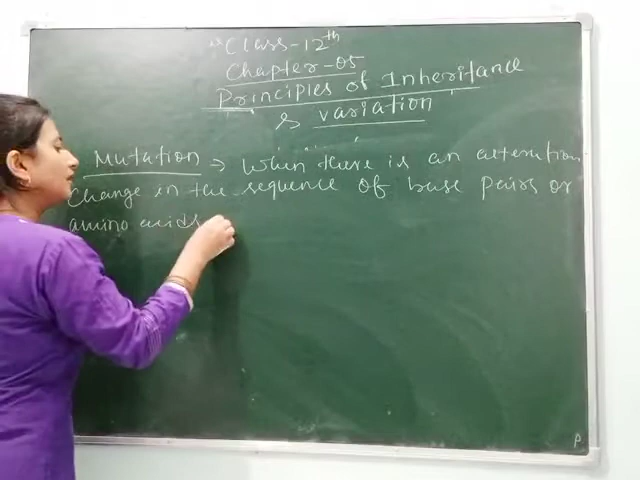 Class-12th
Chapter-05
Principles of Inheritance
& variation
Mutation → When there is an alteration
Change in the sequence of base pairs or
amino acids
P